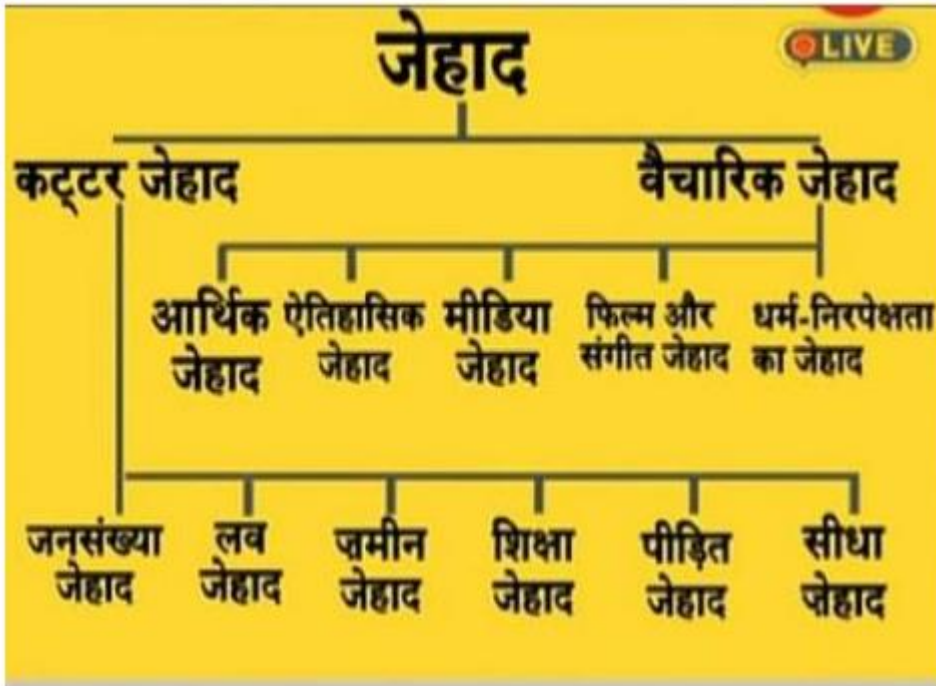 जेहाद
LIVE
कट्टर जेहाद
वैचारिक जेहाद
आर्थिक
जेहाद
ऐतिहासिक
जेहाद
मीडिया
जेहाद
फिल्म और
संगीत जेहाद
धर्म-निरपेक्षता
का जेहाद
जनसंख्या
जेहाद
लव
जेहाद
ज़मीन
जेहाद
शिक्षा
जेहाद
पीड़ित
जेहाद
सीधा
ज़ेहाद